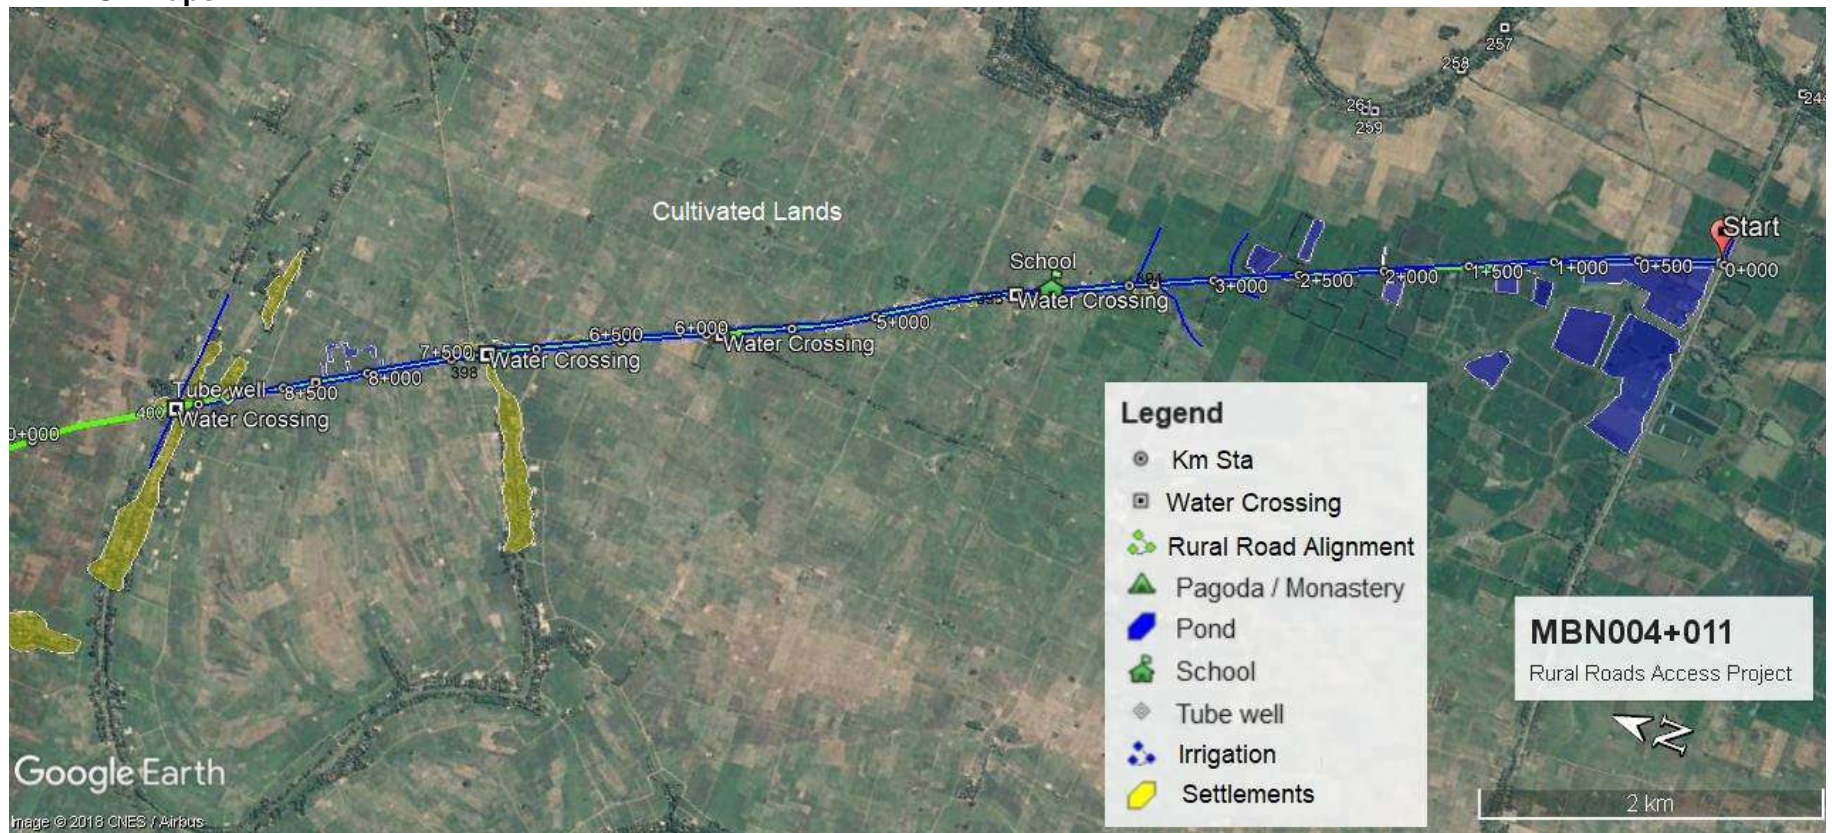 257
258
261
259
244
Cultivated Lands
Start
School
0+000
0+500
1+000
1+500
2+000
2+500
3+000
Water Crossing
5+000
6+000
6+500
Water Crossing
7+500
Water Crossing
398
8+000
8+500
Tube well
400
Water Crossing
0+000
Legend
Km Sta
Water Crossing
Rural Road Alignment
Pagoda / Monastery
Pond
School
Tube well
Irrigation
Settlements
MBN004+011
Rural Roads Access Project
N
2 km
Google Earth
Image © 2018 CNES / Airbus